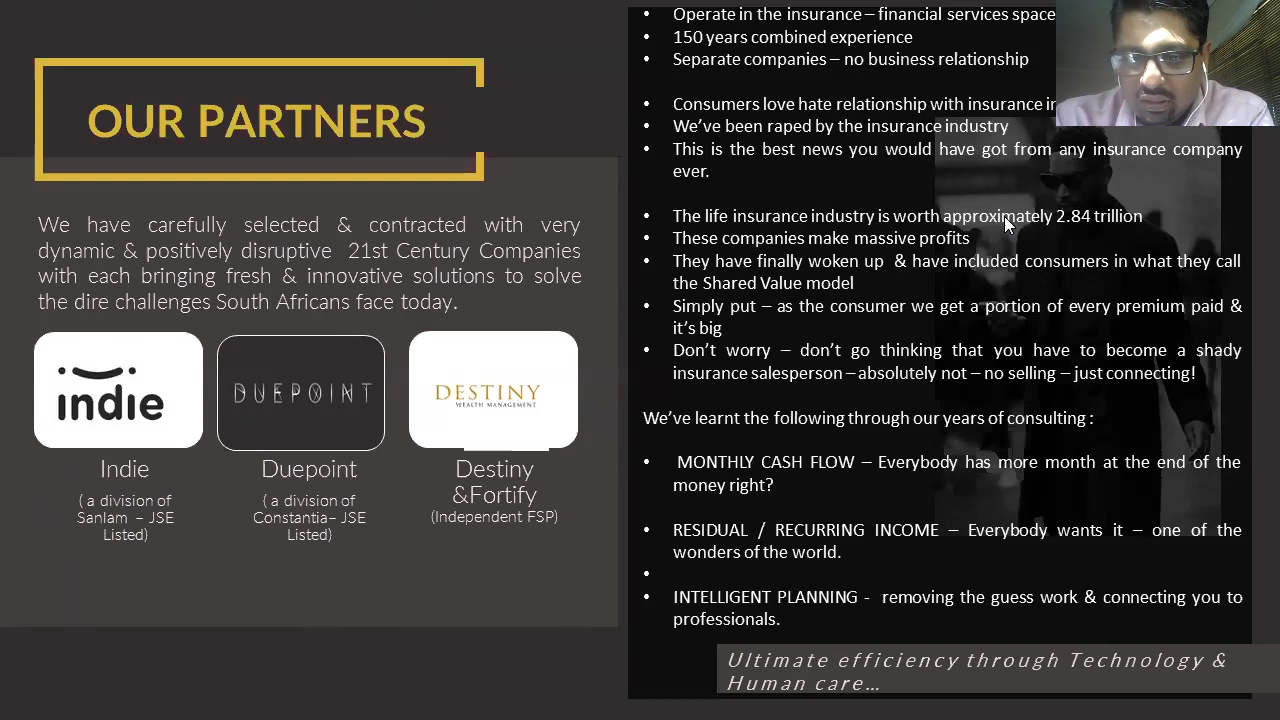 OUR PARTNERS
We have carefully selected & contracted with very
dynamic & positively disruptive 21st Century Companies
with each bringing fresh & innovative solutions to solve
the dire challenges South Africans face today.
indie
DUEPOINT
DESTINY
WEALTH MANAGEMENT
Indie
( a division of
Sanlam – JSE
Listed)
Duepoint
( a division of
Constantia– JSE
Listed)
Destiny
&Fortify
(Independent FSP)
• Operate in the insurance – financial services space
• 150 years combined experience
• Separate companies – no business relationship
• Consumers love hate relationship with insurance
• We’ve been raped by the insurance industry
• This is the best news you would have got from any insurance company
ever.
• The life insurance industry is worth approximately 2.84 trillion
• These companies make massive profits
• They have finally woken up & have included consumers in what they call
the Shared Value model
• Simply put – as the consumer we get a portion of every premium paid &
it’s big
• Don’t worry – don’t go thinking that you have to become a shady
insurance salesperson – absolutely not – no selling – just connecting!
We’ve learnt the following through our years of consulting :
• MONTHLY CASH FLOW – Everybody has more month at the end of the
money right?
• RESIDUAL / RECURRING INCOME – Everybody wants it – one of the
wonders of the world.
•
• INTELLIGENT PLANNING - removing the guess work & connecting you to
professionals.
Ultimate efficiency through Technology &
Human care…